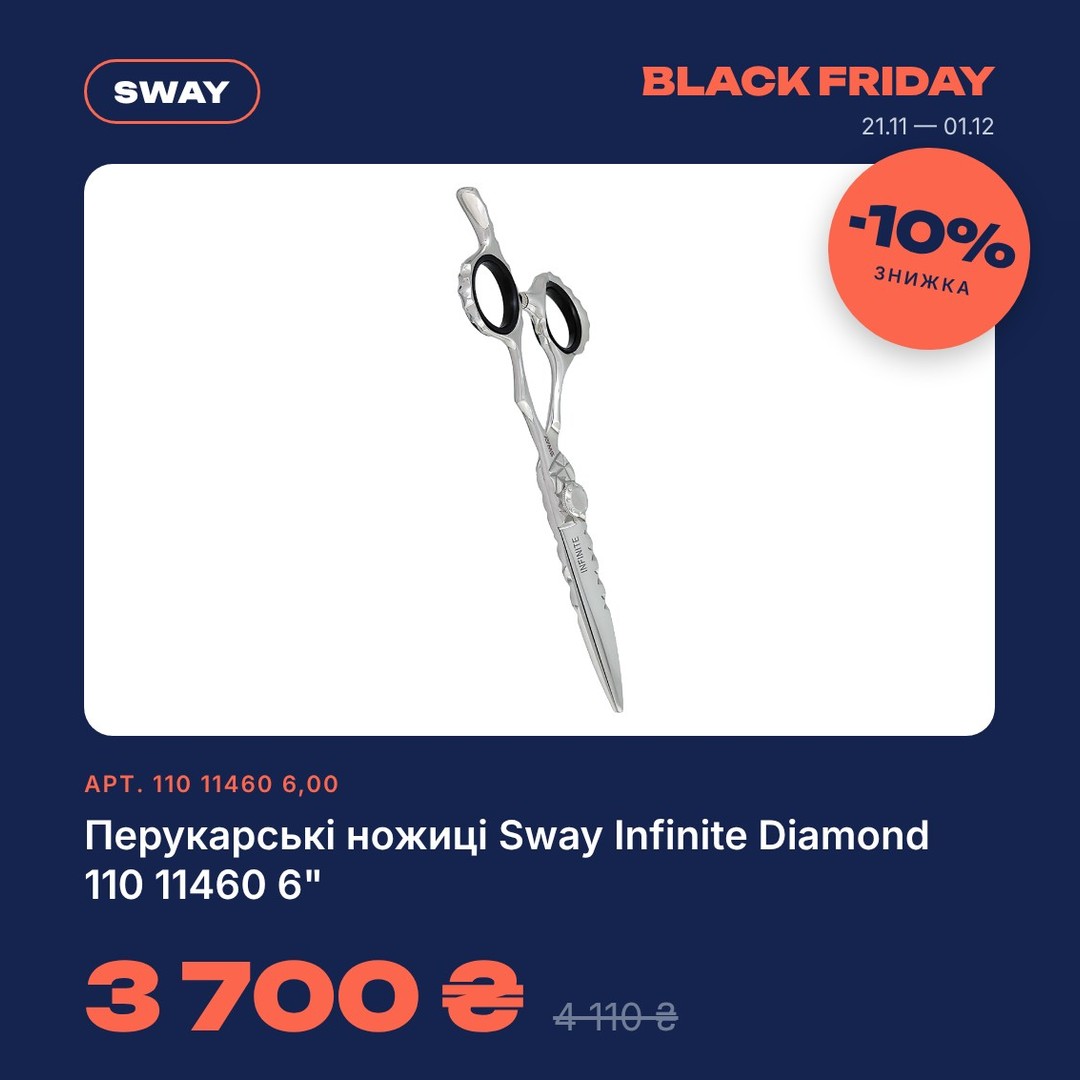 SWAY
BLACK FRIDAY
21.11 — 01.12
-10%
ЗНИЖКА
SWAY
INFINITE
АРТ. 110 11460 6,00
Перукарські ножиці Sway Infinite Diamond
110 11460 6"
3 700 ₴
4 110 ₴